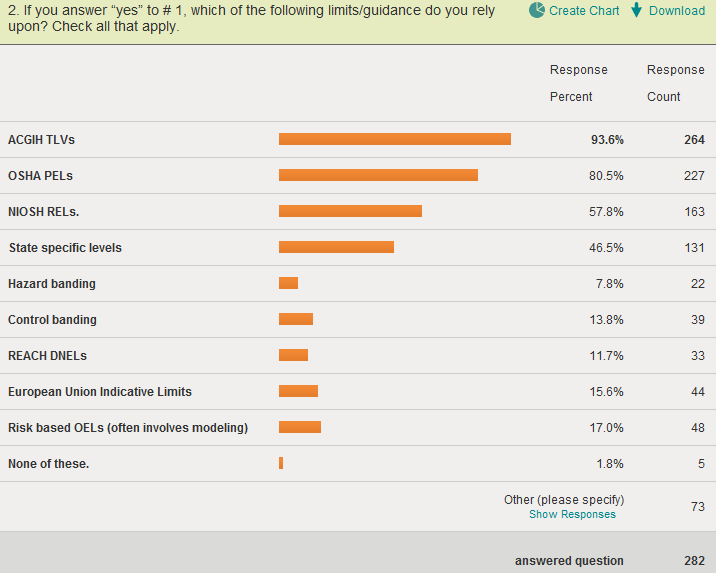 2. If you answer “yes” to # 1, which of the following limits/guidance do you rely
upon? Check all that apply.
Create Chart Download
Response Response
Percent Count
ACGIH TLVs 93.6% 264
OSHA PELs 80.5% 227
NIOSH RELs. 57.8% 163
State specific levels 46.5% 131
Hazard banding 7.8% 22
Control banding 13.8% 39
REACH DNELs 11.7% 33
European Union Indicative Limits 15.6% 44
Risk based OELs (often involves modeling) 17.0% 48
None of these. 1.8% 5
Other (please specify) 73
Show Responses
answered question 282